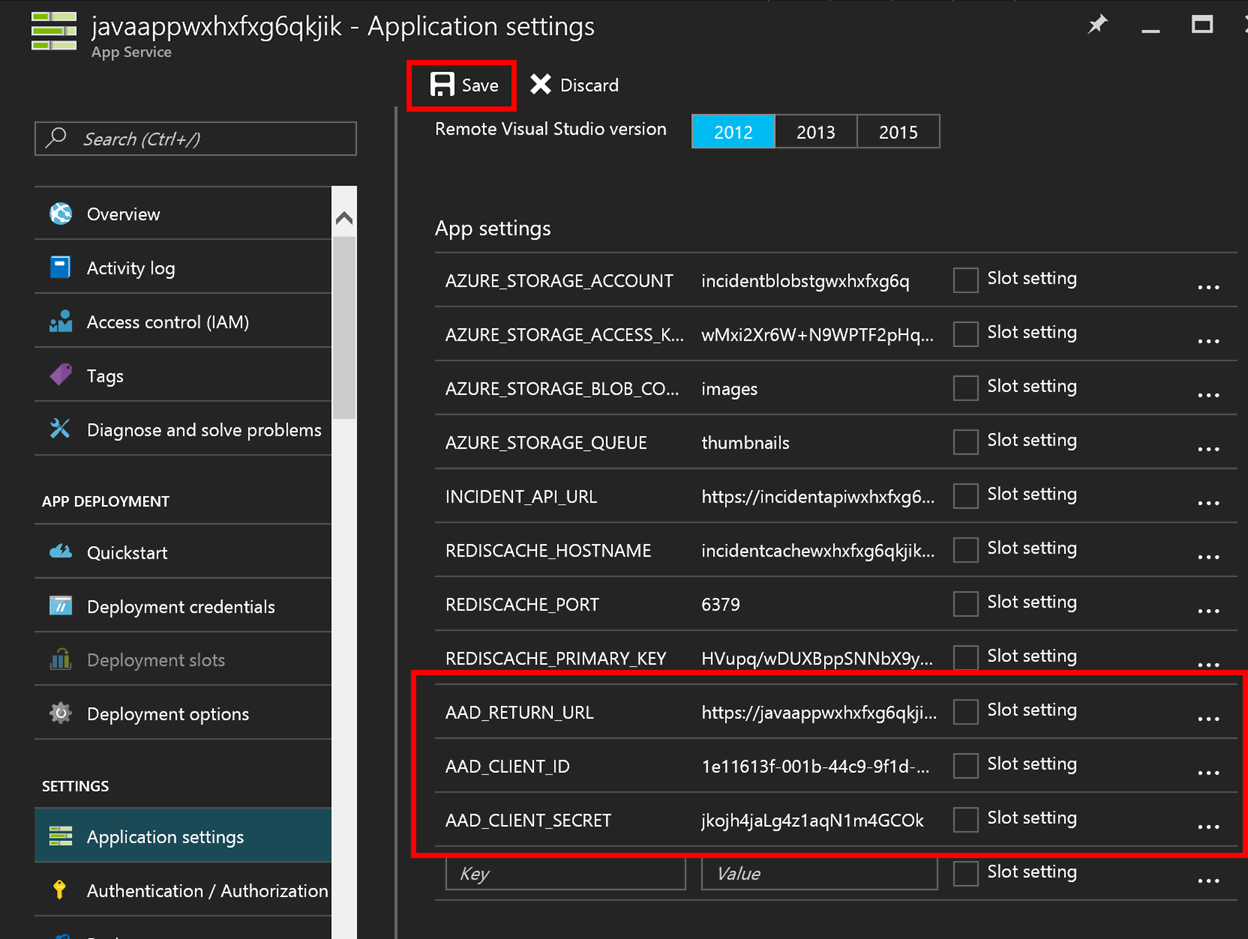 javaappwxhxfxg6qkjik - Application settings
App Service
Save Discard
Search (Ctrl+/)
Overview
Activity log
Access control (IAM)
Tags
Diagnose and solve problems
APP DEPLOYMENT
Quickstart
Deployment credentials
Deployment slots
Deployment options
SETTINGS
Application settings
Authentication / Authorization
Remote Visual Studio version 2012 2013 2015
App settings
AZURE_STORAGE_ACCOUNT incidentblobstgwxhxfxg6q Slot setting ...
AZURE_STORAGE_ACCESS_K... wMxi2Xr6W+N9WPTF2pHq... Slot setting ...
AZURE_STORAGE_BLOB_CO... images Slot setting ...
AZURE_STORAGE_QUEUE thumbnails Slot setting ...
INCIDENT_API_URL https://incidentapiwxhxfxg6... Slot setting ...
REDISCACHE_HOSTNAME incidentcachewxhxfxg6qkjik... Slot setting ...
REDISCACHE_PORT 6379 Slot setting ...
REDISCACHE_PRIMARY_KEY HVupq/wDUXBppSNNbX9y... Slot setting ...
AAD_RETURN_URL https://javaappwxhxfxg6qkji... Slot setting ...
AAD_CLIENT_ID 1e11613f-001b-44c9-9f1d-... Slot setting ...
AAD_CLIENT_SECRET jkojh4jaLg4z1aqN1m4GCOk Slot setting ...
Key Value Slot setting ...